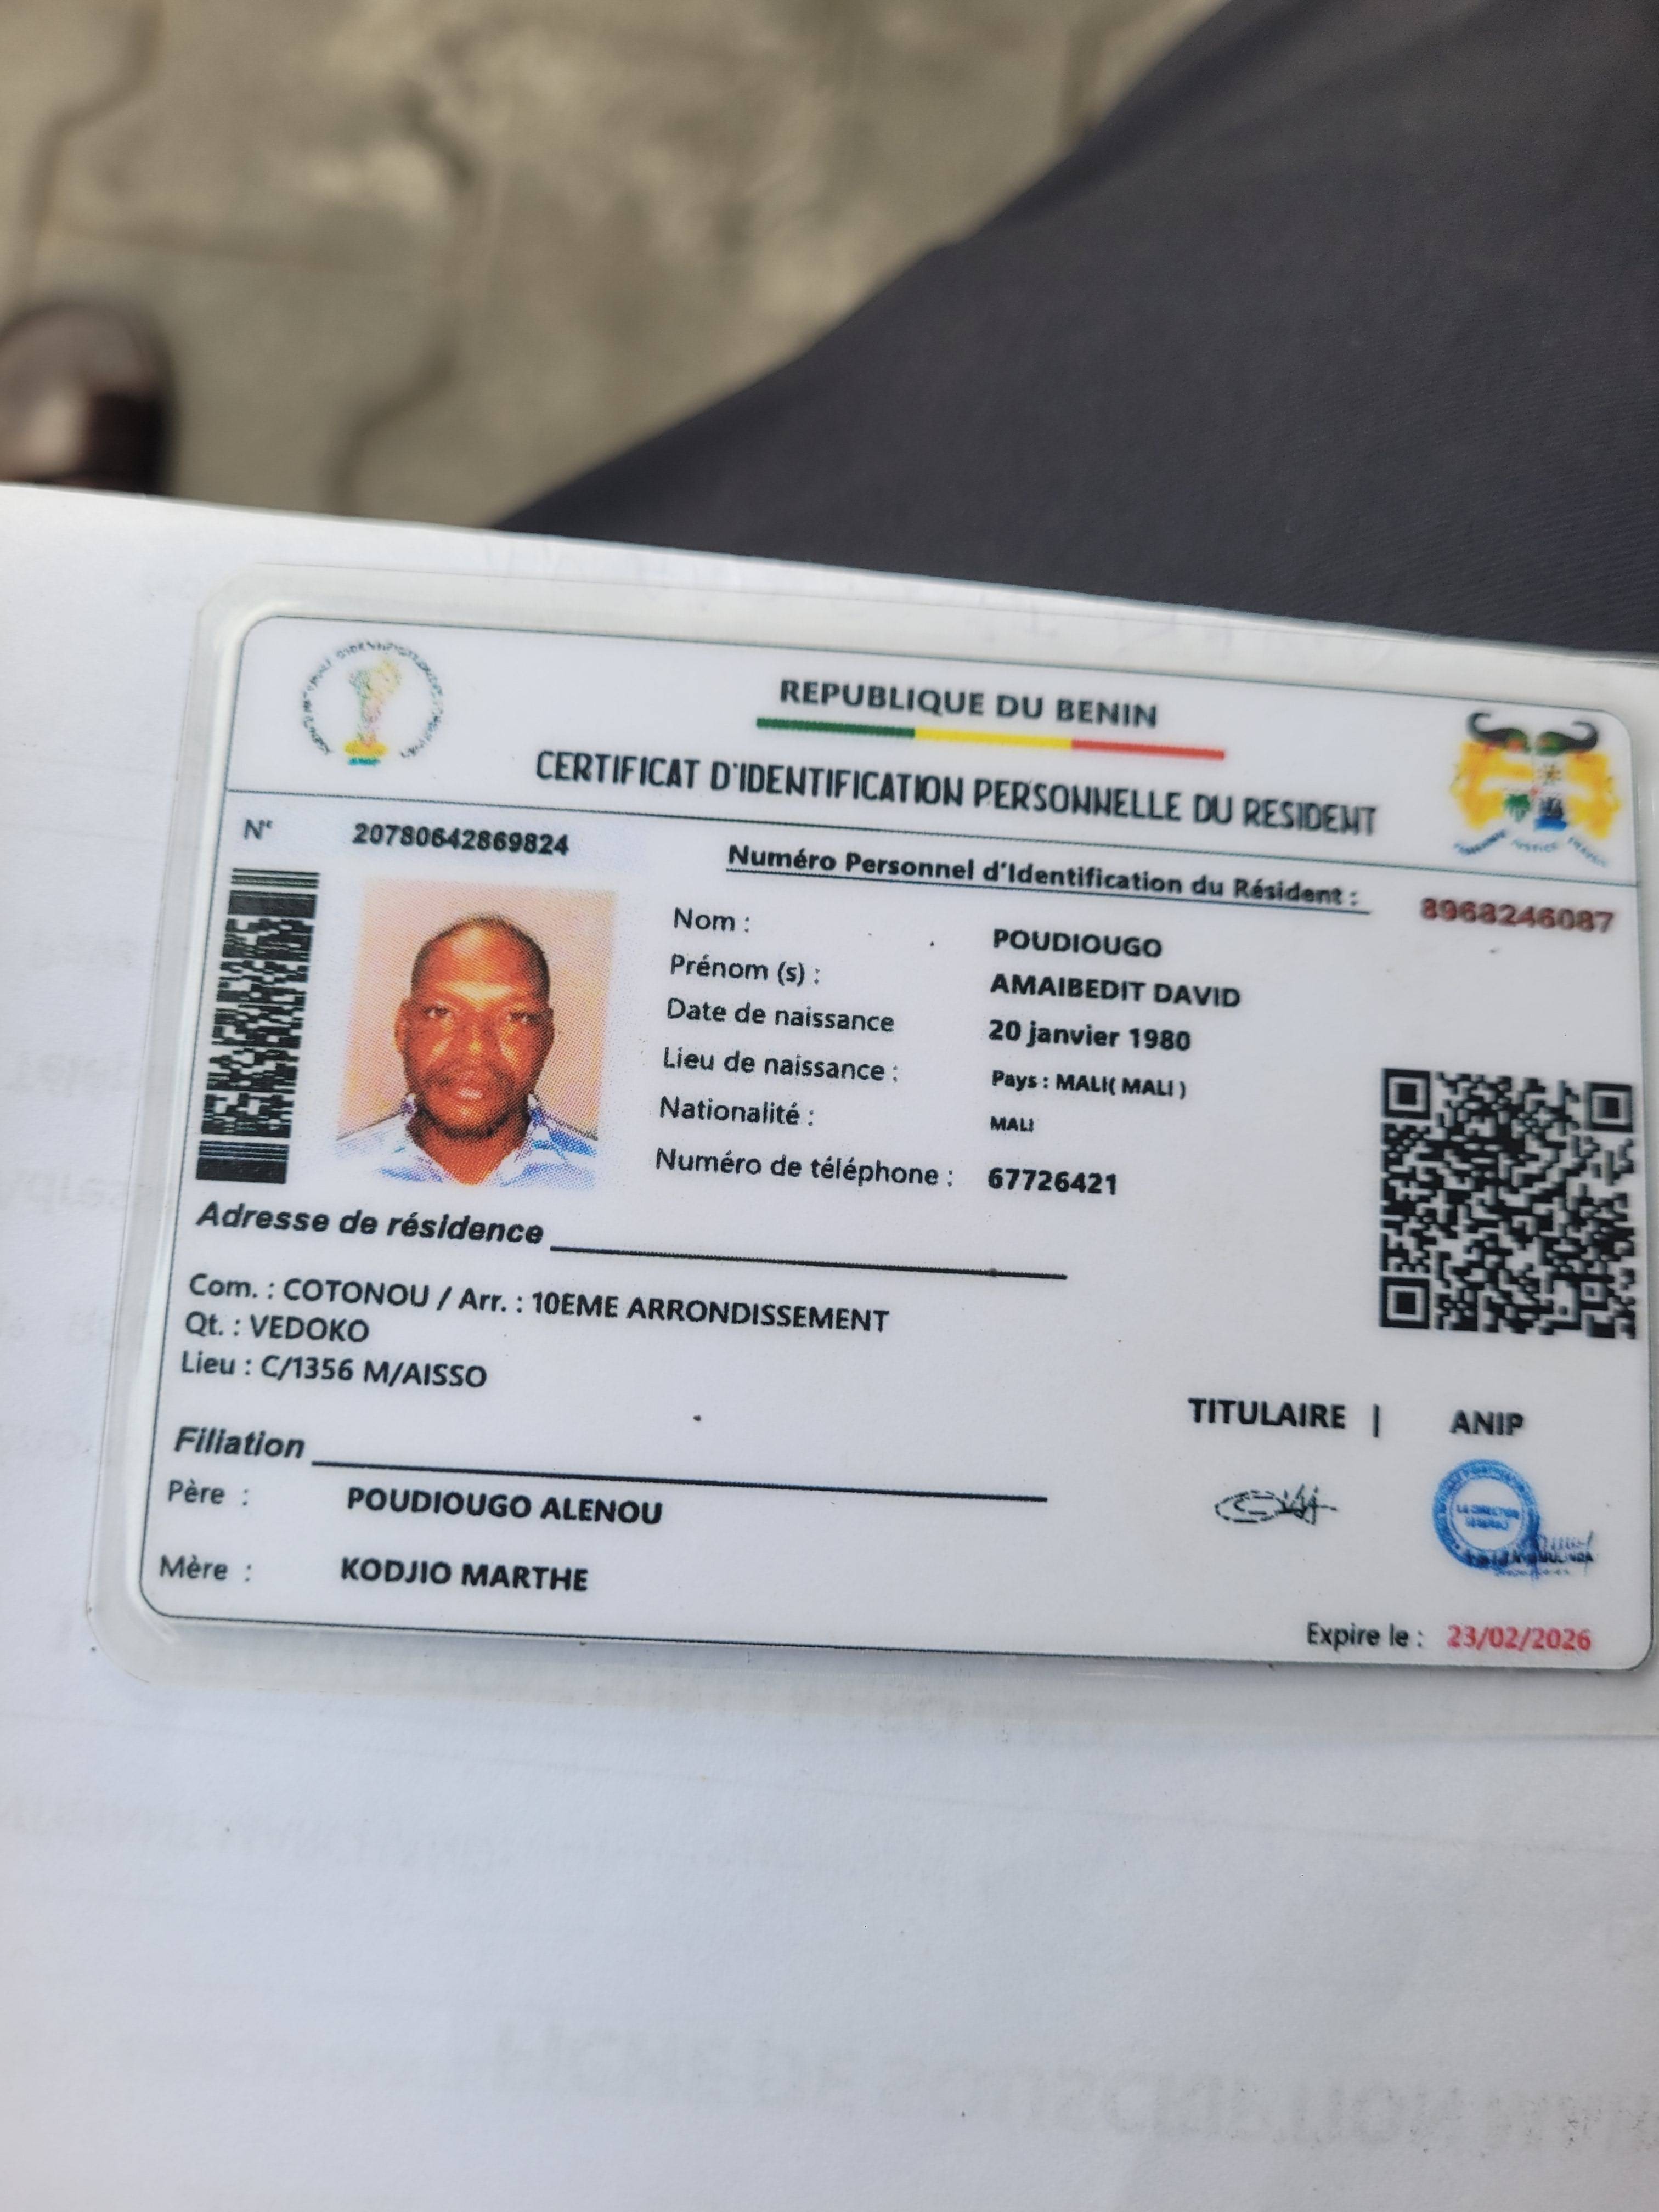 REPUBLIQUE DU BENIN
CERTIFICAT D'IDENTIFICATION PERSONNELLE DU RESIDENT
N° 20780642869824
Numéro Personnel d'Identification du Résident : 8968246087
Nom : POUDIOUGO
Prénom (s) : AMAIBEDIT DAVID
Date de naissance 20 janvier 1980
Lieu de naissance : Pays : MALI( MALI )
Nationalité : MALI
Numéro de téléphone : 67726421
Adresse de résidence
Com. : COTONOU / Arr. : 10EME ARRONDISSEMENT
Qt. : VEDOKO
Lieu : C/1356 M/AISSO
TITULAIRE | ANIP
Filiation
Père : POUDIOUGO ALENOU
Mère : KODJIO MARTHE
Expire le : 23/02/2026